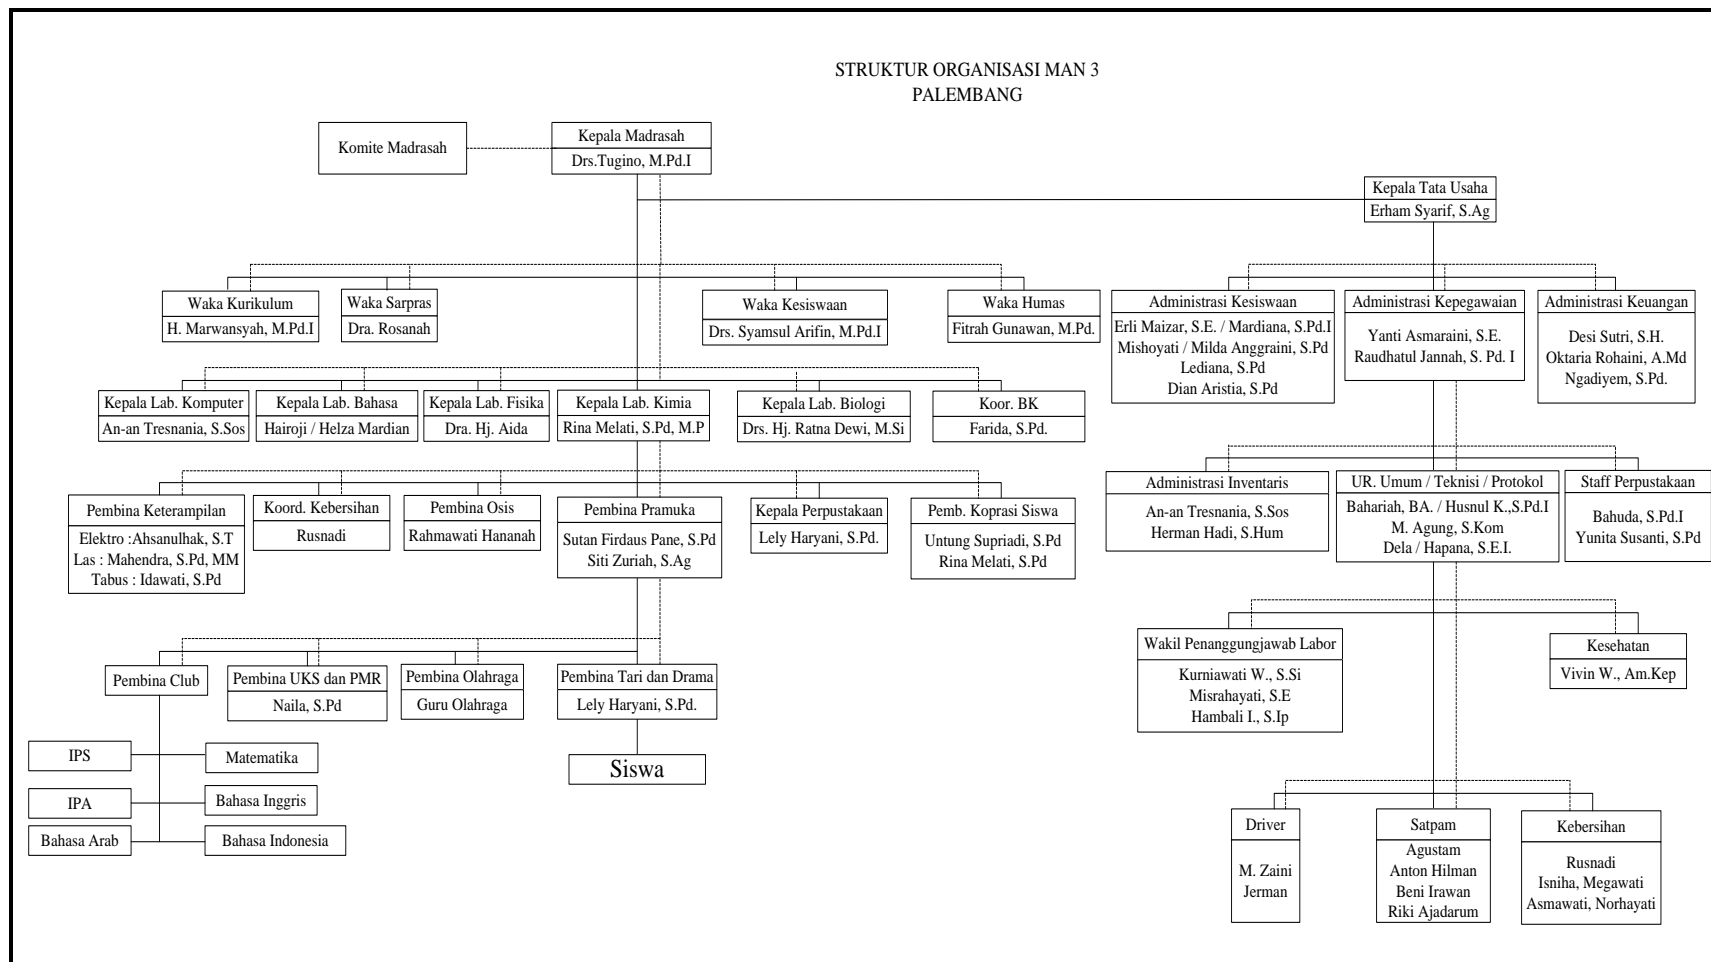 STRUKTUR ORGANISASI MAN 3
PALEMBANG
Komite Madrasah
Kepala Madrasah
Drs.Tugino, M.Pd.I
Kepala Tata Usaha
Erham Syarif, S.Ag
Waka Kurikulum
H. Marwansyah, M.Pd.I
Waka Sarpras
Dra. Rosanah
Waka Kesiswaan
Drs. Syamsul Arifin, M.Pd.I
Waka Humas
Fitrah Gunawan, M.Pd.
Administrasi Kesiswaan
Erli Maizar, S.E. / Mardiana, S.Pd.I
Mishoyati / Milda Anggraini, S.Pd
Lediana, S.Pd
Dian Aristia, S.Pd
Administrasi Kepegawaian
Yanti Asmaraini, S.E.
Raudhatul Jannah, S. Pd. I
Administrasi Keuangan
Desi Sutri, S.H.
Oktaria Rohaini, A.Md
Ngadiyem, S.Pd.
Kepala Lab. Komputer
An-an Tresnania, S.Sos
Kepala Lab. Bahasa
Hairoji / Helza Mardian
Kepala Lab. Fisika
Dra. Hj. Aida
Kepala Lab. Kimia
Rina Melati, S.Pd, M.P
Kepala Lab. Biologi
Drs. Hj. Ratna Dewi, M.Si
Koor. BK
Farida, S.Pd.
Administrasi Inventaris
An-an Tresnania, S.Sos
Herman Hadi, S.Hum
UR. Umum / Teknisi / Protokol
Bahariah, BA. / Husnul K.,S.Pd.I
M. Agung, S.Kom
Dela / Hapana, S.E.I.
Staff Perpustakaan
Bahuda, S.Pd.I
Yunita Susanti, S.Pd
Pembina Keterampilan
Elektro :Ahsanulhak, S.T
Las : Mahendra, S.Pd, MM
Tabus : Idawati, S.Pd
Koord. Kebersihan
Rusnadi
Pembina Osis
Rahmawati Hananah
Pembina Pramuka
Sutan Firdaus Pane, S.Pd
Siti Zuriah, S.Ag
Kepala Perpustakaan
Lely Haryani, S.Pd.
Pemb. Koprasi Siswa
Untung Supriadi, S.Pd
Rina Melati, S.Pd
Wakil Penanggungjawab Labor
Kurniawati W., S.Si
Misrahayati, S.E
Hambali I., S.Ip
Kesehatan
Vivin W., Am.Kep
Pembina Club
Pembina UKS dan PMR
Naila, S.Pd
Pembina Olahraga
Guru Olahraga
Pembina Tari dan Drama
Lely Haryani, S.Pd.
IPS
Matematika
Siswa
IPA
Bahasa Inggris
Bahasa Arab
Bahasa Indonesia
Driver
M. Zaini
Jerman
Satpam
Agustam
Anton Hilman
Beni Irawan
Riki Ajadarum
Kebersihan
Rusnadi
Isniha, Megawati
Asmawati, Norhayati